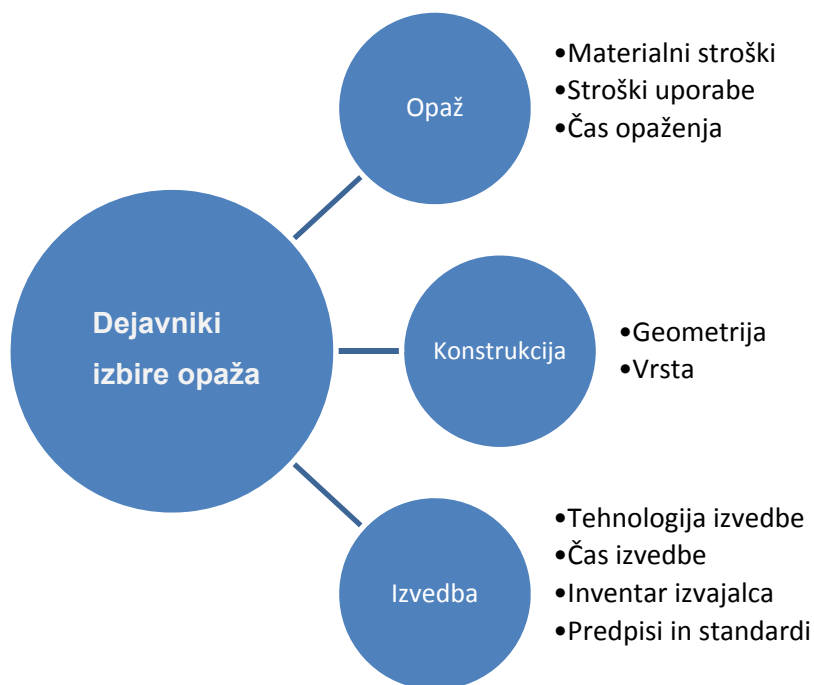 Dejavniki
izbire opaža
Opaž
•Materialni stroški
•Stroški uporabe
•Čas opaženja
Konstrukcija
•Geometrija
•Vrsta
Izvedba
•Tehnologija izvedbe
•Čas izvedbe
•Inventar izvajalca
•Predpisi in standardi